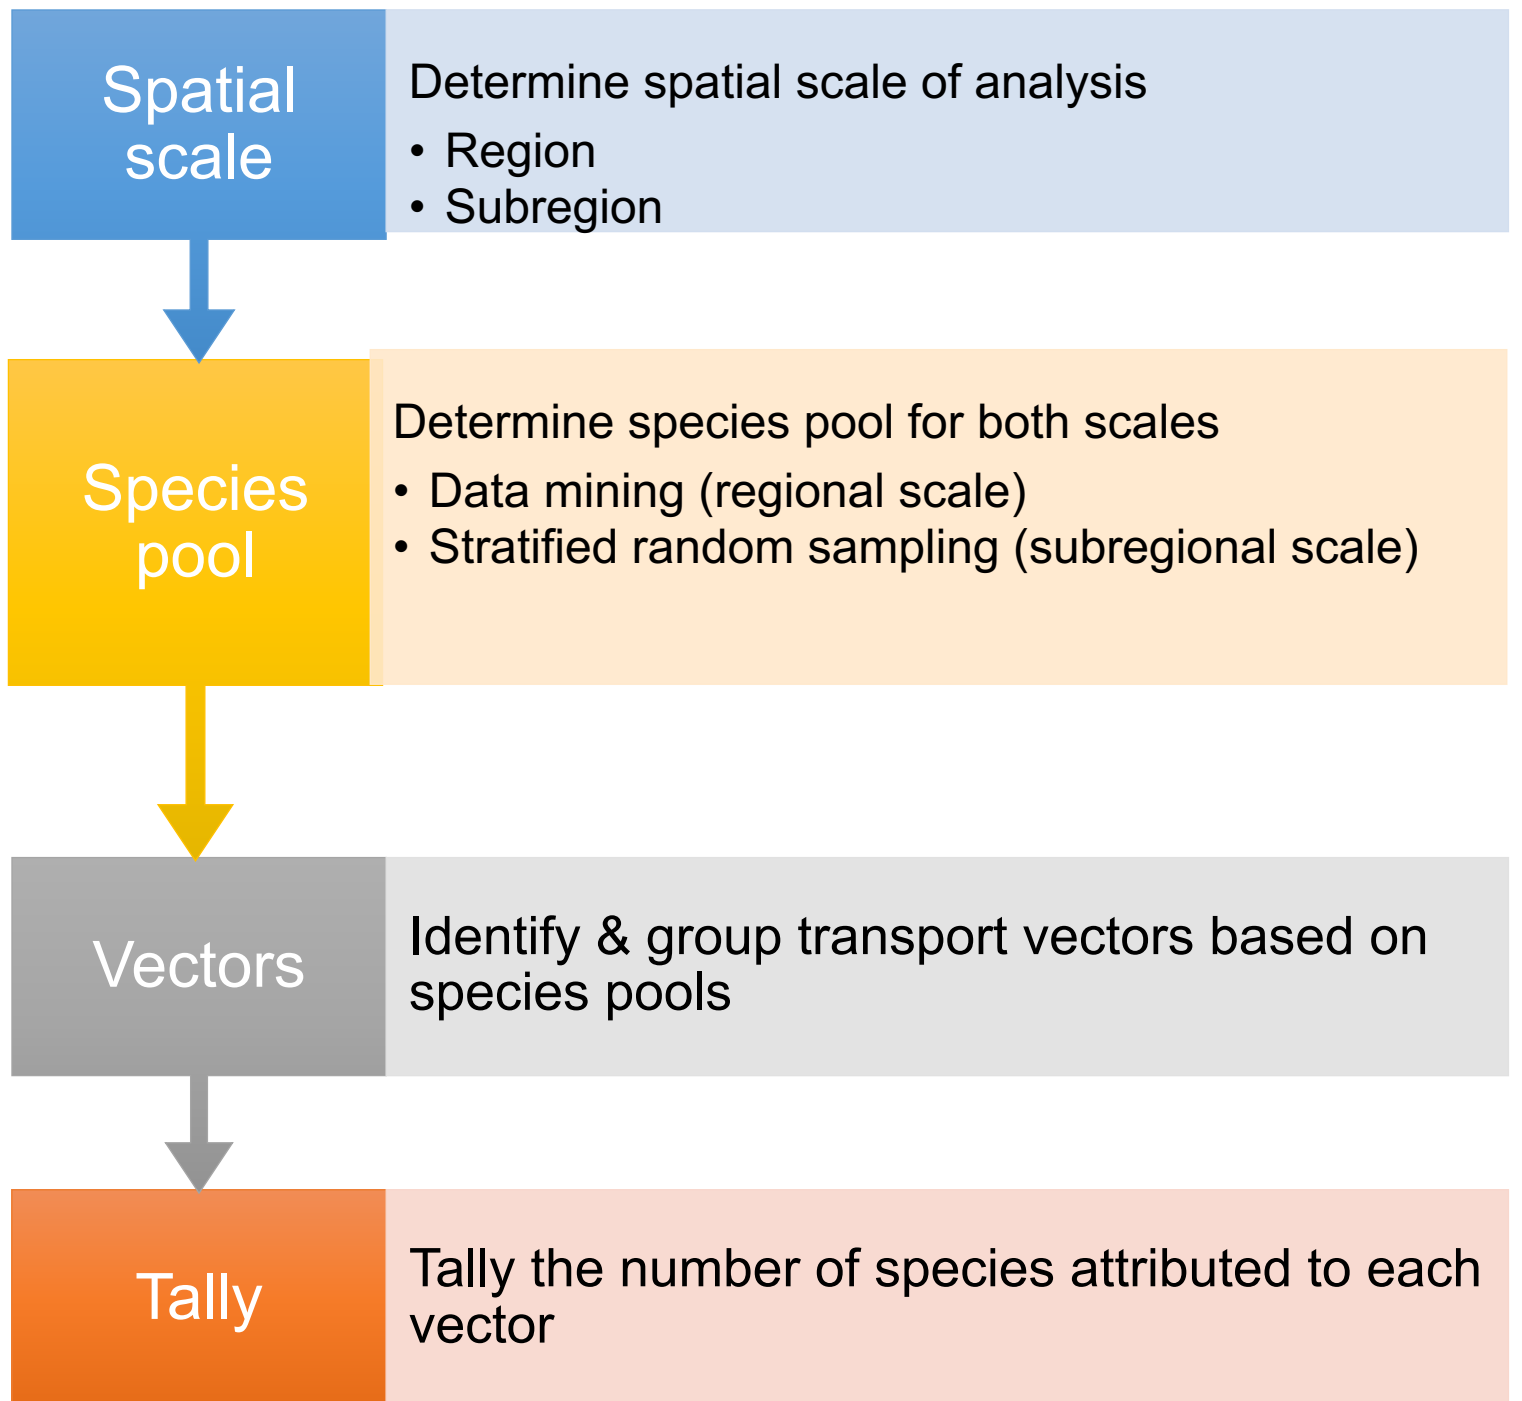 Spatial
scale
Determine spatial scale of analysis
• Region
• Subregion
Species
pool
Determine species pool for both scales
• Data mining (regional scale)
• Stratified random sampling (subregional scale)
Vectors
Identify & group transport vectors based on
species pools
Tally
Tally the number of species attributed to each
vector